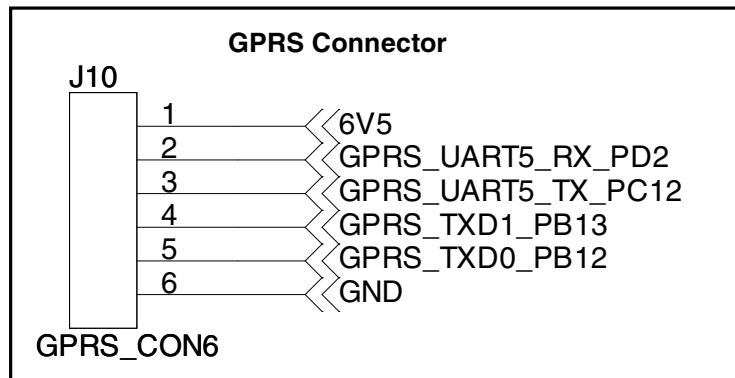 GPRS Connector
J10
1 6V5
2 GPRS_UART5_RX_PD2
3 GPRS_UART5_TX_PC12
4 GPRS_TXD1_PB13
5 GPRS_TXD0_PB12
6 GND
GPRS_CON6